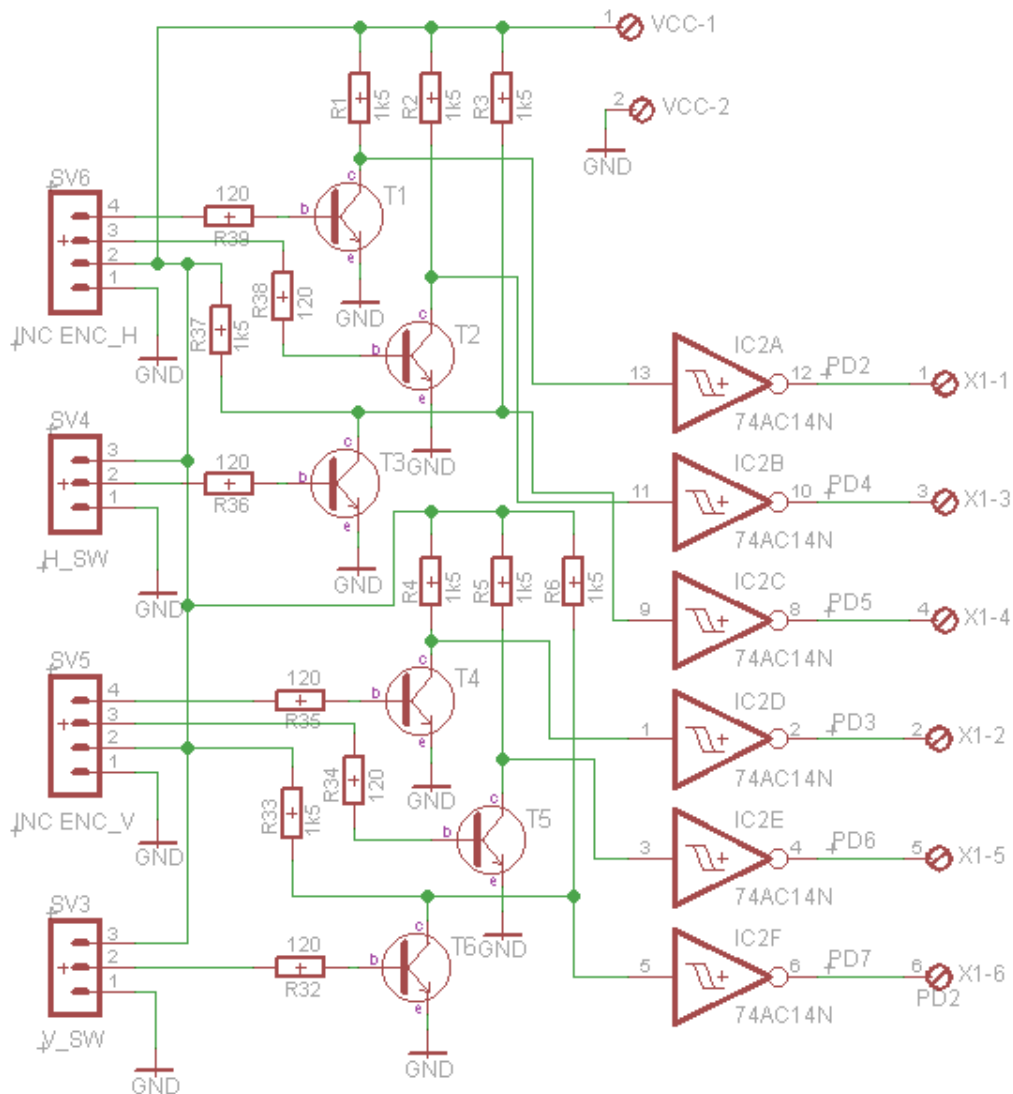 1
VCC-1
R1
1k5
R2
1k5
R3
1k5
2
VCC-2
GND
SV6
4
3
2
1
INC ENC_H
GND
120
R39
R38
120
R37
1k5
b
c
e
T1
GND
b
c
e
T2
GND
SV4
3
2
1
H_SW
GND
120
R36
b
c
e
T3
GND
13
IC2A
12
PD2
74AC14N
1
X1-1
11
IC2B
10
PD4
74AC14N
3
X1-3
9
IC2C
8
PD5
74AC14N
4
X1-4
R4
1k5
R5
1k5
R6
1k5
SV5
4
3
2
1
INC ENC_V
GND
120
R35
R34
120
R33
1k5
b
c
e
T4
GND
b
c
e
T5
GND
1
IC2D
2
PD3
74AC14N
2
X1-2
3
IC2E
4
PD6
74AC14N
5
X1-5
SV3
3
2
1
V_SW
GND
120
R32
b
c
e
T6
GND
5
IC2F
6
PD7
74AC14N
6
X1-6
PD2